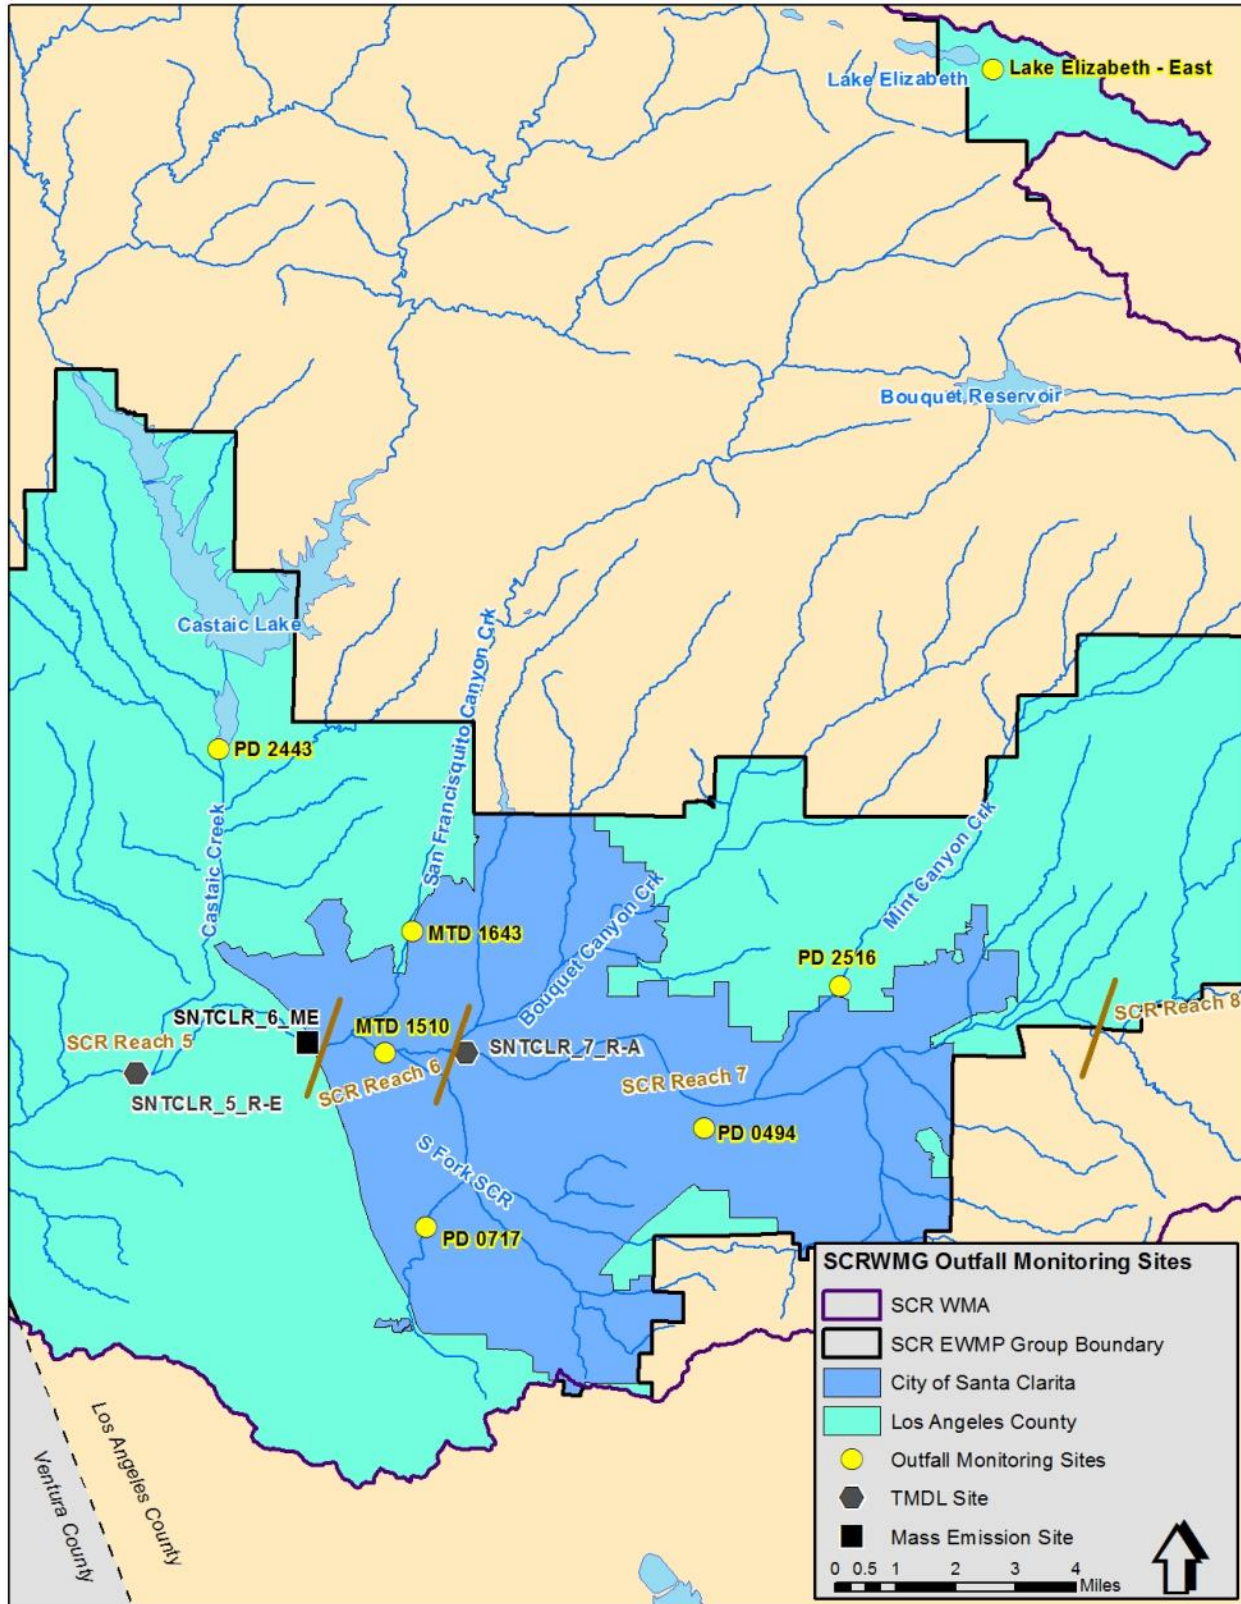 Lake Elizabeth - East
Lake Elizabeth
Bouquet Reservoir
Castaic Lake
San Francisquito Canyon Crk
PD 2443
Castaic Creek
Mint Canyon Crk
MTD 1643
Bouquet Canyon Crk
PD 2516
SCR Reach 8
SNTCLR_6_ME
MTD 1510
SNTCLR_7_R-A
SCR Reach 5
SCR Reach 6
SCR Reach 7
SNTCLR_5_R-E
PD 0494
S Fork SCR
PD 0717
SCRWMG Outfall Monitoring Sites
SCR WMA
SCR EWMP Group Boundary
City of Santa Clarita
Los Angeles County
Outfall Monitoring Sites
TMDL Site
Mass Emission Site
0 0.5 1 2 3 4
Miles
Los Angeles County
Ventura County